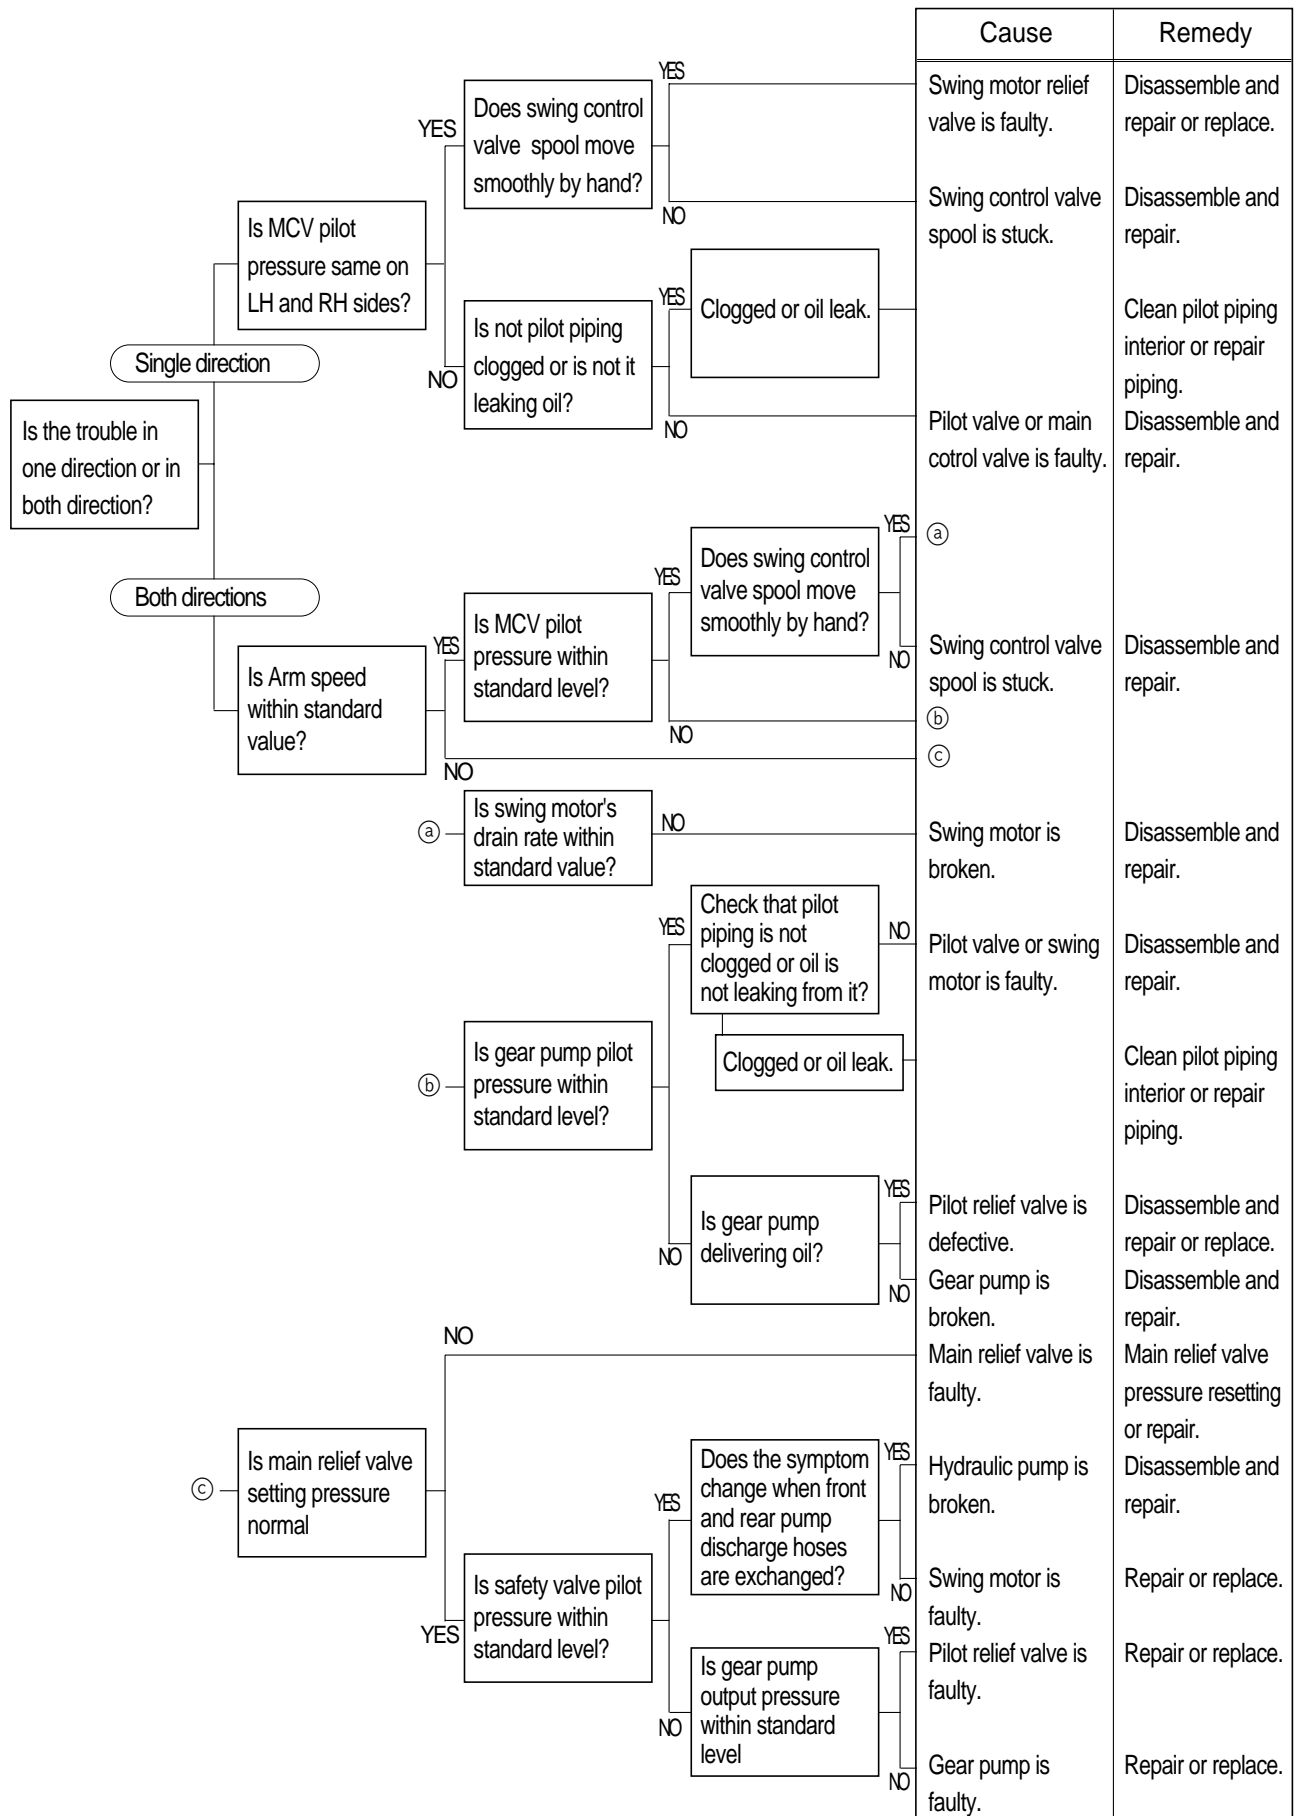 Cause
Remedy
YES
Does swing control
valve spool move
smoothly by hand?
YES
NO
Swing motor relief
valve is faulty.
Disassemble and
repair or replace.
Swing control valve
spool is stuck.
Disassemble and
repair.
Is MCV pilot
pressure same on
LH and RH sides?
NO
Is not pilot piping
clogged or is not it
leaking oil?
YES
Clogged or oil leak.
Clean pilot piping
interior or repair
piping.
NO
Pilot valve or main
cotrol valve is faulty.
Disassemble and
repair.
Single direction
Is the trouble in
one direction or in
both direction?
Both directions
Is Arm speed
within standard
value?
YES
Is MCV pilot
pressure within
standard level?
YES
Does swing control
valve spool move
smoothly by hand?
YES
ⓐ
NO
Swing control valve
spool is stuck.
Disassemble and
repair.
NO
ⓑ
NO
ⓒ
ⓐ
Is swing motor's
drain rate within
standard value?
NO
Swing motor is
broken.
Disassemble and
repair.
ⓑ
Is gear pump pilot
pressure within
standard level?
YES
Check that pilot
piping is not
clogged or oil is
not leaking from it?
NO
Pilot valve or swing
motor is faulty.
Disassemble and
repair.
Clogged or oil leak.
Clean pilot piping
interior or repair
piping.
NO
Is gear pump
delivering oil?
YES
Pilot relief valve is
defective.
Disassemble and
repair or replace.
NO
Gear pump is
broken.
Disassemble and
repair.
ⓒ
Is main relief valve
setting pressure
normal
NO
Main relief valve is
faulty.
Main relief valve
pressure resetting
or repair.
YES
Is safety valve pilot
pressure within
standard level?
YES
Does the symptom
change when front
and rear pump
discharge hoses
are exchanged?
YES
Hydraulic pump is
broken.
Disassemble and
repair.
NO
Swing motor is
faulty.
Repair or replace.
NO
Is gear pump
output pressure
within standard
level
YES
Pilot relief valve is
faulty.
Repair or replace.
NO
Gear pump is
faulty.
Repair or replace.